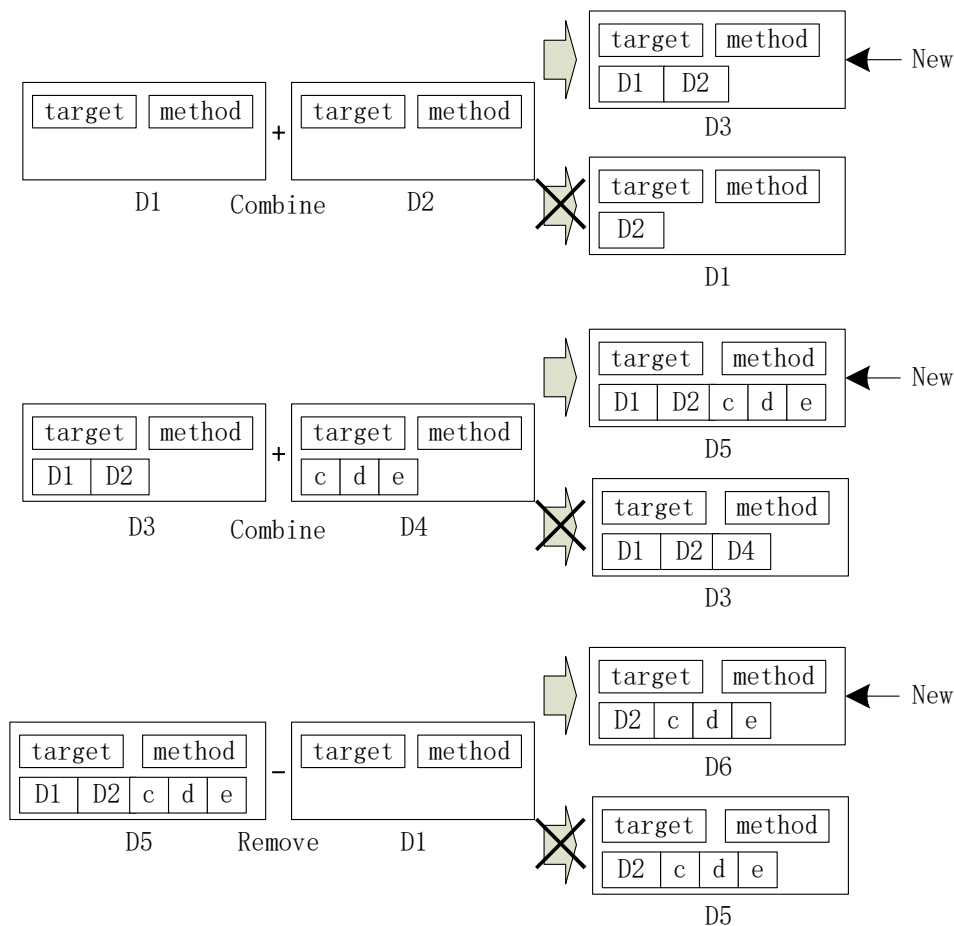 target method
D1 D2
D3
New
target method
+
target method
D1
Combine
D2
target method
D2
D1
target method
D1 D2 c d e
D5
New
target method
D1 D2
+
target method
c d e
D3
Combine
D4
target method
D1 D2 D4
D3
target method
D2 c d e
D6
New
target method
D1 D2 c d e
-
target method
D5
Remove
D1
target method
D2 c d e
D5